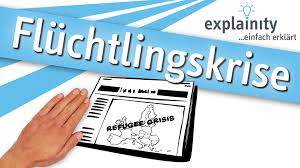 explainity
...einfach erklärt
Flüchtlingskrise
REFUGEE CRISIS